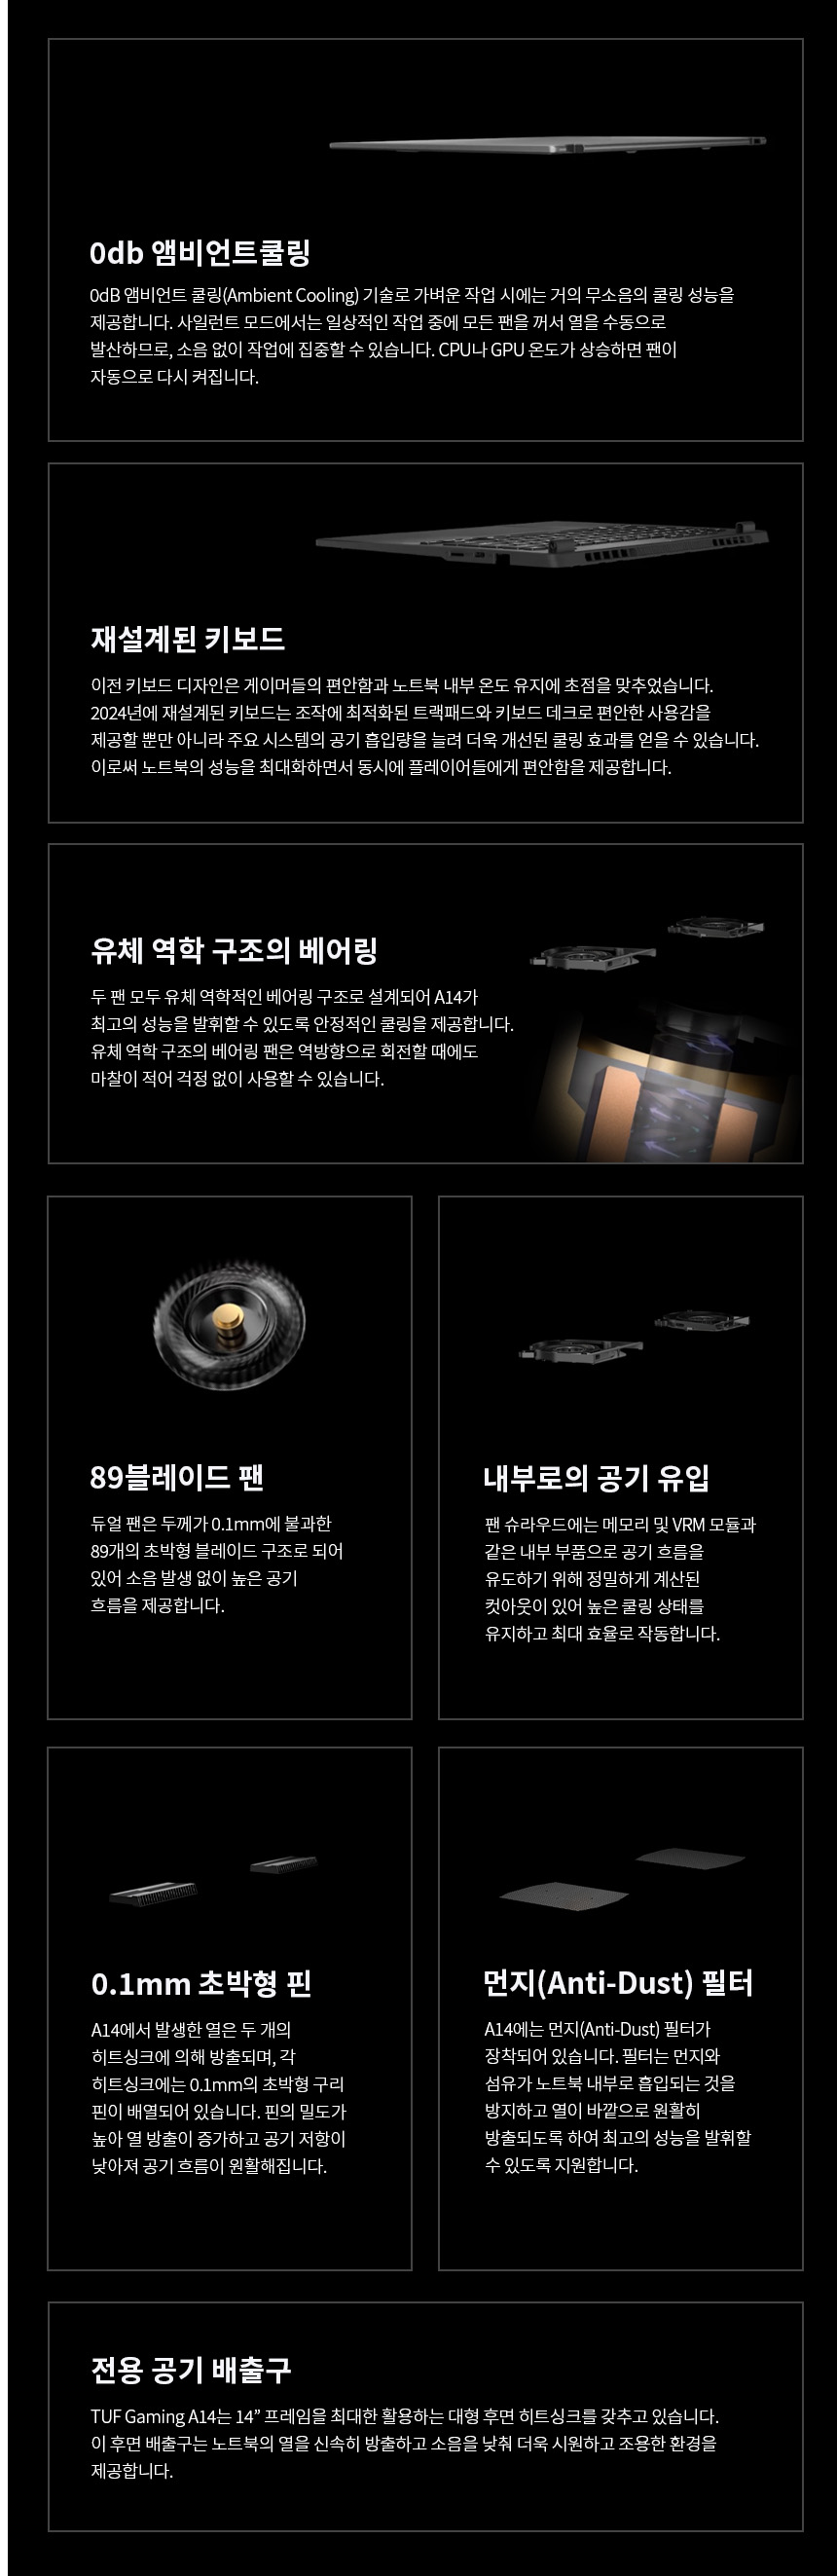 0db 앰비언트쿨링
0dB 앰비언트 쿨링(Ambient Cooling) 기술로 가벼운 작업 시에는 거의 무소음의 쿨링 성능을
제공합니다. 사일런트 모드에서는 일상적인 작업 중에 모든 팬을 꺼서 열을 수동으로
발산하므로, 소음 없이 작업에 집중할 수 있습니다. CPU나 GPU 온도가 상승하면 팬이
자동으로 다시 켜집니다.
재설계된 키보드
이전 키보드 디자인은 게이머들의 편안함과 노트북 내부 온도 유지에 초점을 맞추었습니다.
2024년에 재설계된 키보드는 조작에 최적화된 트랙패드와 키보드 데크로 편안한 사용감을
제공할 뿐만 아니라 주요 시스템의 공기 흡입량을 늘려 더욱 개선된 쿨링 효과를 얻을 수 있습니다.
이로써 노트북의 성능을 최대화하면서 동시에 플레이어들에게 편안함을 제공합니다.
유체 역학 구조의 베어링
두 팬 모두 유체 역학적인 베어링 구조로 설계되어 A14가
최고의 성능을 발휘할 수 있도록 안정적인 쿨링을 제공합니다.
유체 역학 구조의 베어링 팬은 역방향으로 회전할 때에도
마찰이 적어 걱정 없이 사용할 수 있습니다.
89블레이드 팬
듀얼 팬은 두께가 0.1mm에 불과한
89개의 초박형 블레이드 구조로 되어
있어 소음 발생 없이 높은 공기
흐름을 제공합니다.
내부로의 공기 유입
팬 슈라우드에는 메모리 및 VRM 모듈과
같은 내부 부품으로 공기 흐름을
유도하기 위해 정밀하게 계산된
컷아웃이 있어 높은 쿨링 상태를
유지하고 최대 효율로 작동합니다.
0.1mm 초박형 핀
A14에서 발생한 열은 두 개의
히트싱크에 의해 방출되며, 각
히트싱크에는 0.1mm의 초박형 구리
핀이 배열되어 있습니다. 핀의 밀도가
높아 열 방출이 증가하고 공기 저항이
낮아져 공기 흐름이 원활해집니다.
먼지(Anti-Dust) 필터
A14에는 먼지(Anti-Dust) 필터가
장착되어 있습니다. 필터는 먼지와
섬유가 노트북 내부로 흡입되는 것을
방지하고 열이 바깥으로 원활히
방출되도록 하여 최고의 성능을 발휘할
수 있도록 지원합니다.
전용 공기 배출구
TUF Gaming A14는 14” 프레임을 최대한 활용하는 대형 후면 히트싱크를 갖추고 있습니다.
이 후면 배출구는 노트북의 열을 신속히 방출하고 소음을 낮춰 더욱 시원하고 조용한 환경을
제공합니다.